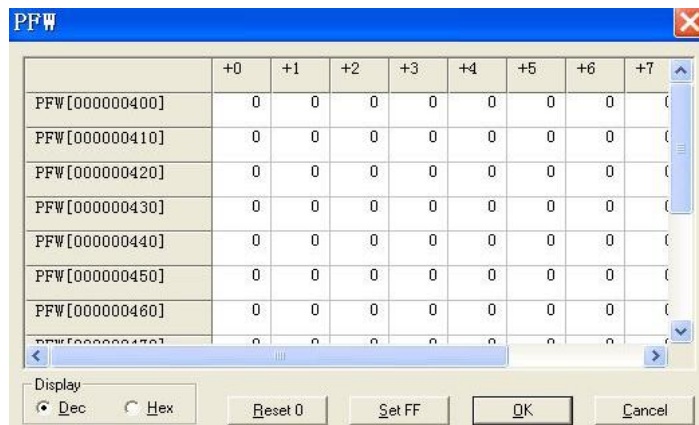 PFW
+0 +1 +2 +3 +4 +5 +6 +7
PFW[000000400] 0 0 0 0 0 0 0
PFW[000000410] 0 0 0 0 0 0 0
PFW[000000420] 0 0 0 0 0 0 0
PFW[000000430] 0 0 0 0 0 0 0
PFW[000000440] 0 0 0 0 0 0 0
PFW[000000450] 0 0 0 0 0 0 0
PFW[000000460] 0 0 0 0 0 0 0
Display
Dec Hex Reset 0 Set FF OK Cancel